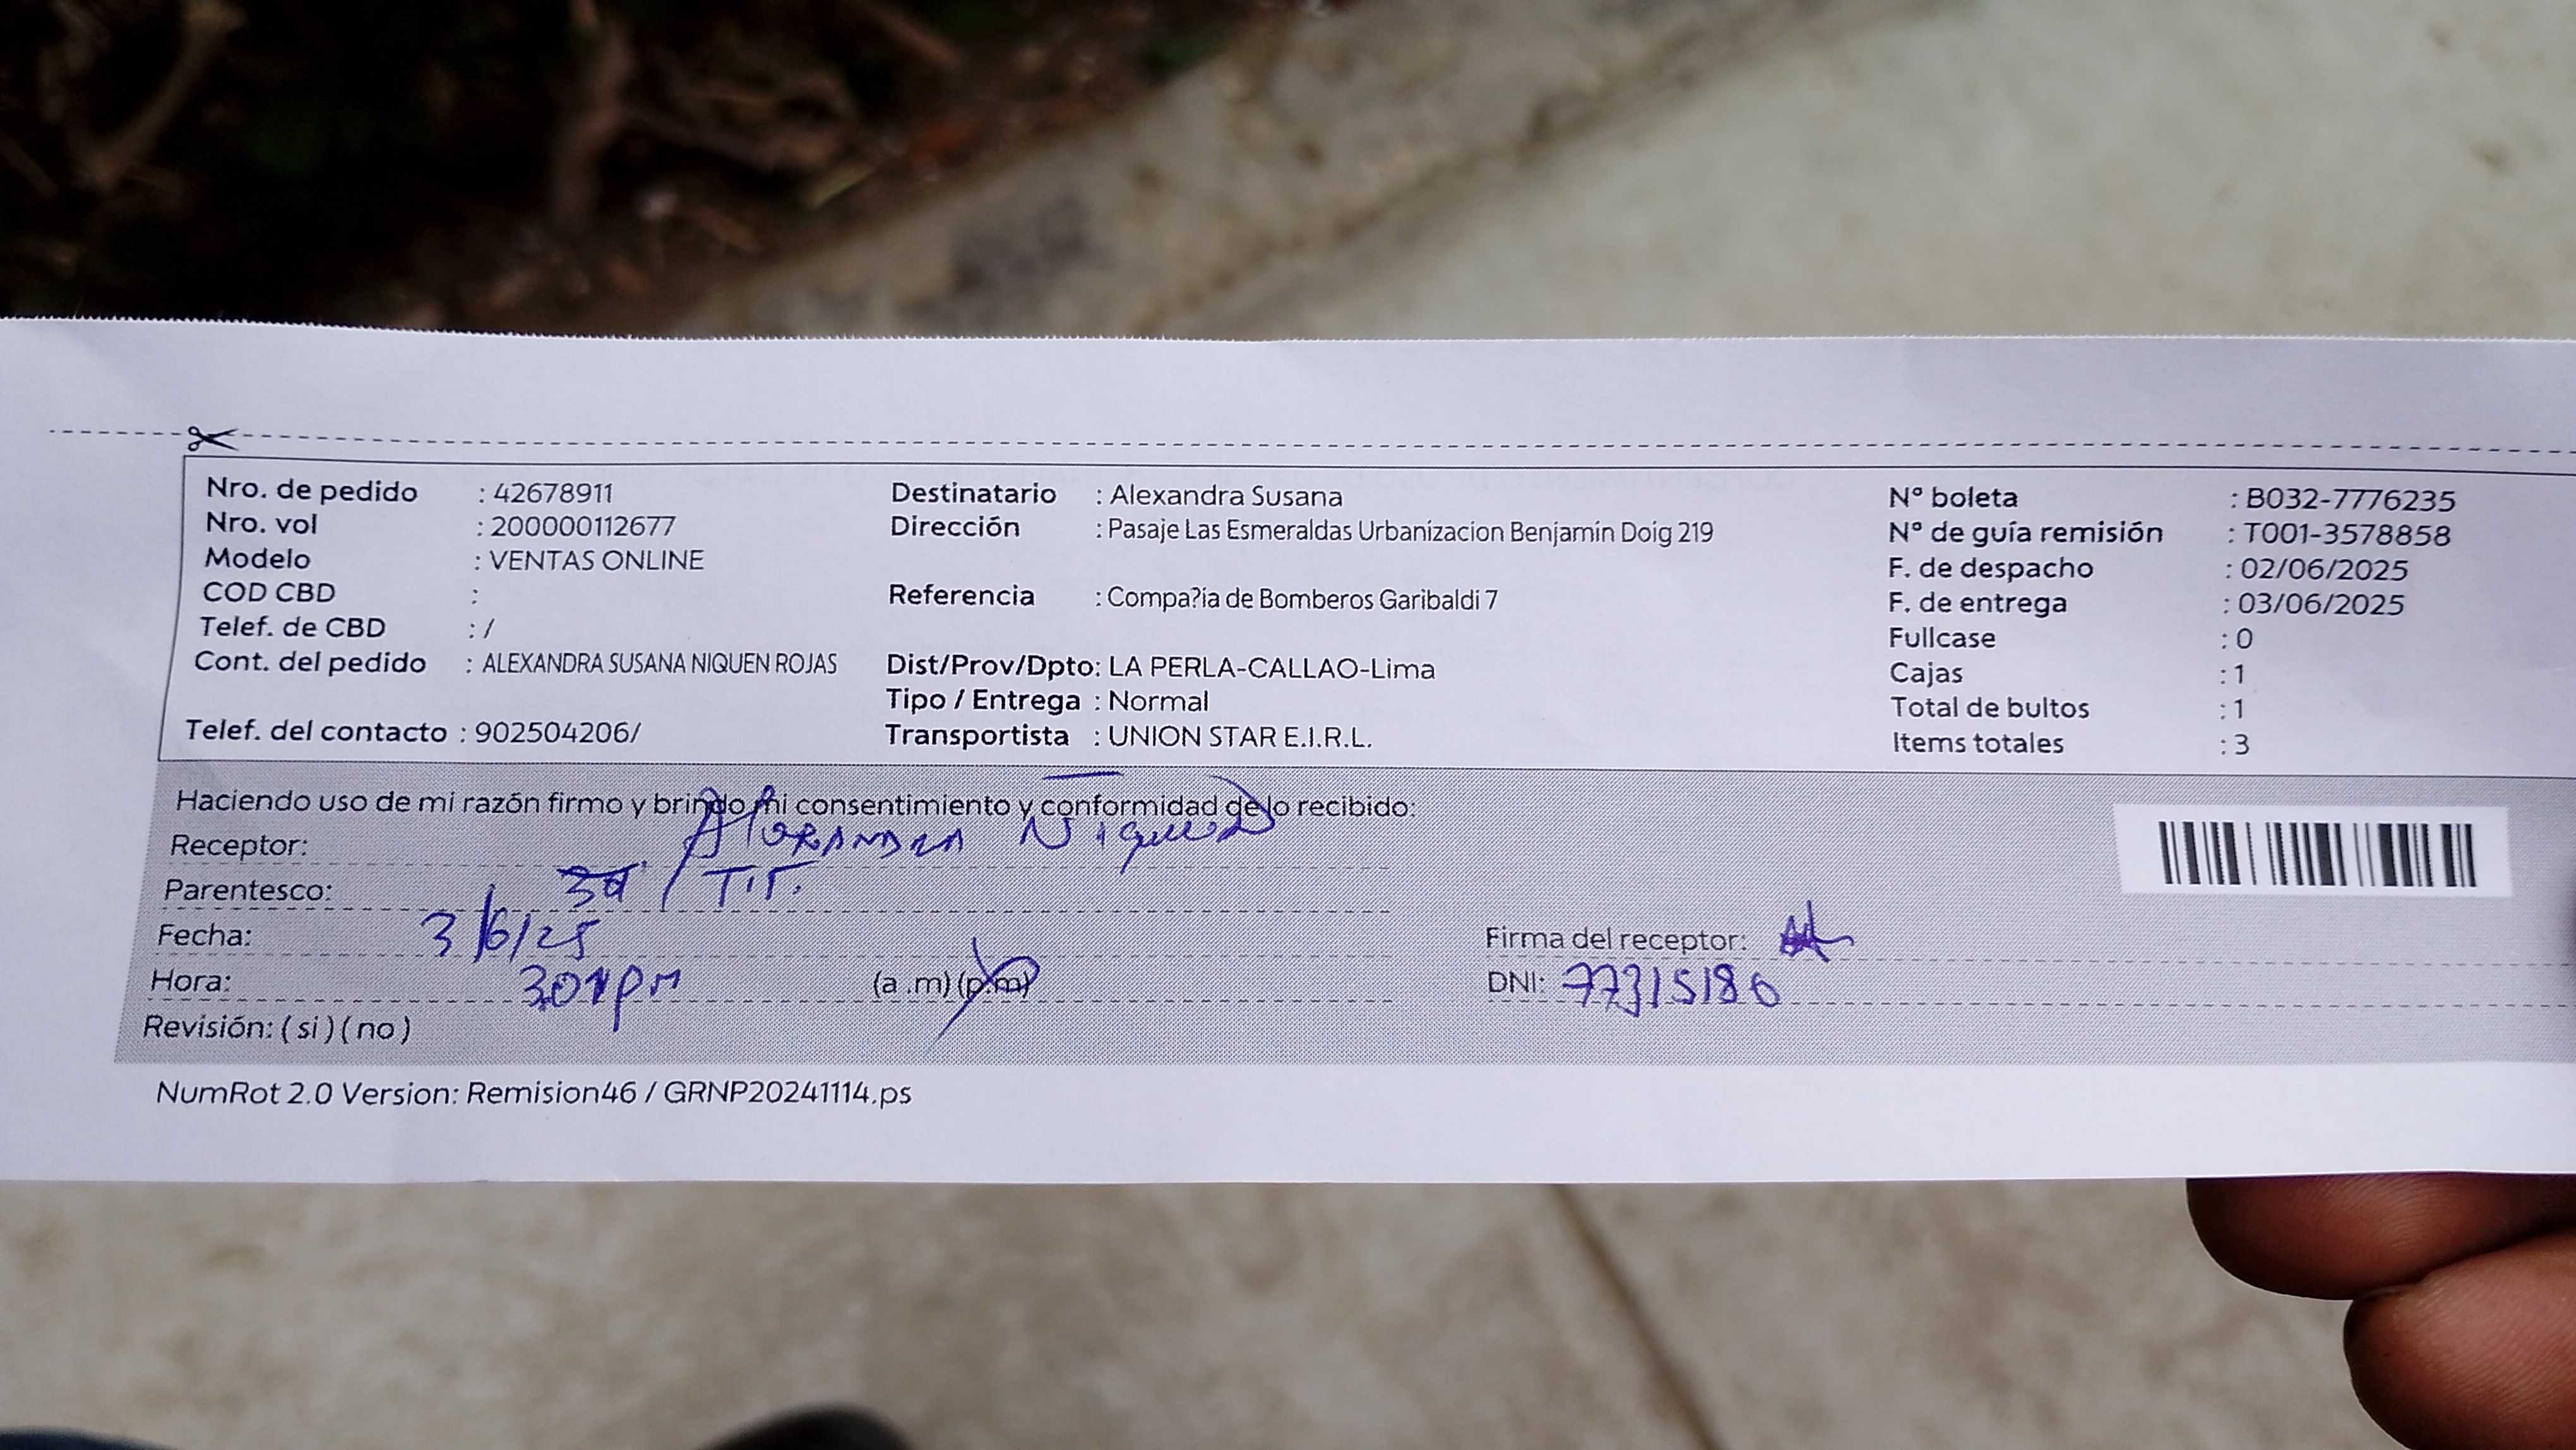 Nro. de pedido : 42678911
Nro. vol : 200000112677
Modelo : VENTAS ONLINE
COD CBD :
Telef. de CBD : /
Cont. del pedido : ALEXANDRA SUSANA NIQUEN ROJAS
Telef. del contacto : 902504206/
Destinatario : Alexandra Susana
Dirección : Pasaje Las Esmeraldas Urbanizacion Benjamin Doig 219
Referencia : Compa?ia de Bomberos Garibaldi 7
Dist/Prov/Dpto: LA PERLA-CALLAO-Lima
Tipo / Entrega : Normal
Transportista : UNION STAR E.I.R.L.
N° boleta : B032-7776235
N° de guía remisión : T001-3578858
F. de despacho : 02/06/2025
F. de entrega : 03/06/2025
Fullcase : 0
Cajas : 1
Total de bultos : 1
Items totales : 3
Haciendo uso de mi razón firmo y brindo mi consentimiento y conformidad de lo recibido:
Receptor: Alexandra Niquen
Parentesco: / TIT.
Fecha: 3/6/25
Hora: 3.01pm (a .m) (p.m)
Revisión: ( si ) ( no )
Firma del receptor:
DNI: 77315186
NumRot 2.0 Version: Remision46 / GRNP20241114.ps